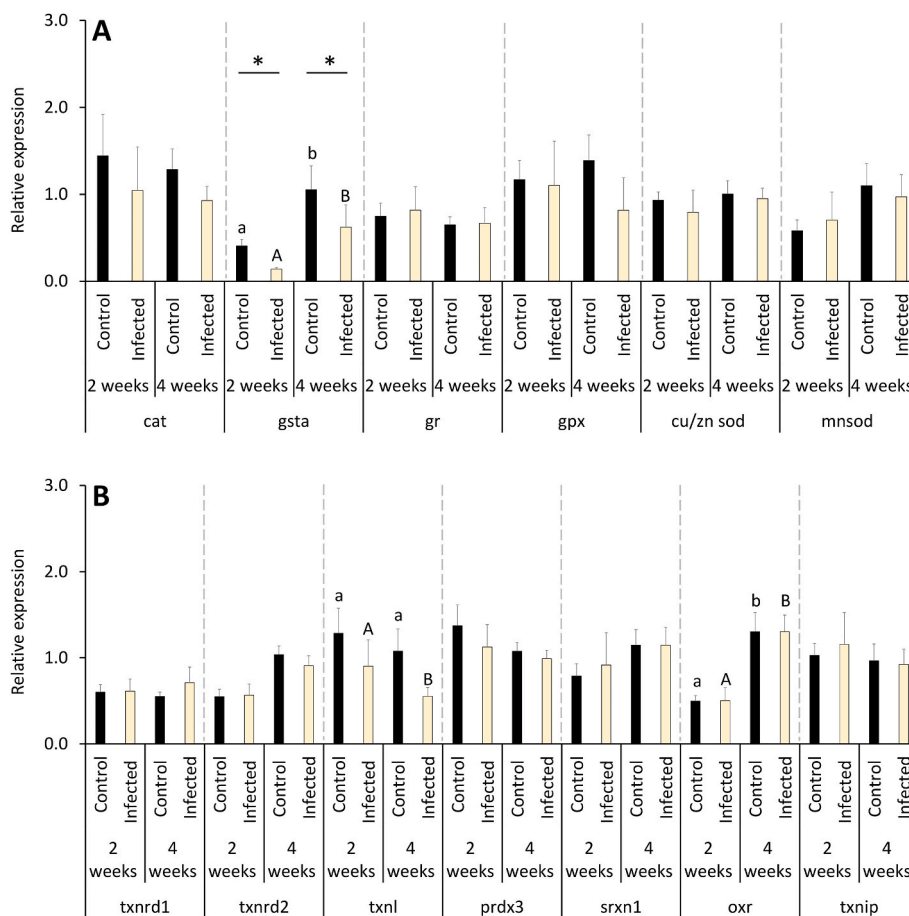 A
3.0
* *
2.0
b
1.0
B
a
A
0.0
Relative expression
Control Infected Control Infected Control Infected Control Infected Control Infected Control Infected Control Infected Control Infected Control Infected Control Infected Control Infected Control Infected
2 weeks 4 weeks 2 weeks 4 weeks 2 weeks 4 weeks 2 weeks 4 weeks 2 weeks 4 weeks 2 weeks 4 weeks
cat gsta gr gpx cu/zn sod mnsod
B
3.0
2.0
a a b B
A
1.0
B a A
0.0
Relative expression
Control Infected Control Infected Control Infected Control Infected Control Infected Control Infected Control Infected Control Infected Control Infected Control Infected Control Infected Control Infected Control Infected Control Infected
2 4 2 4 2 4 2 4 2 4 2 4 2 4
weeks weeks weeks weeks weeks weeks weeks weeks weeks weeks weeks weeks weeks weeks
txnrd1 txnrd2 txnl prdx3 srxn1 oxr txnip